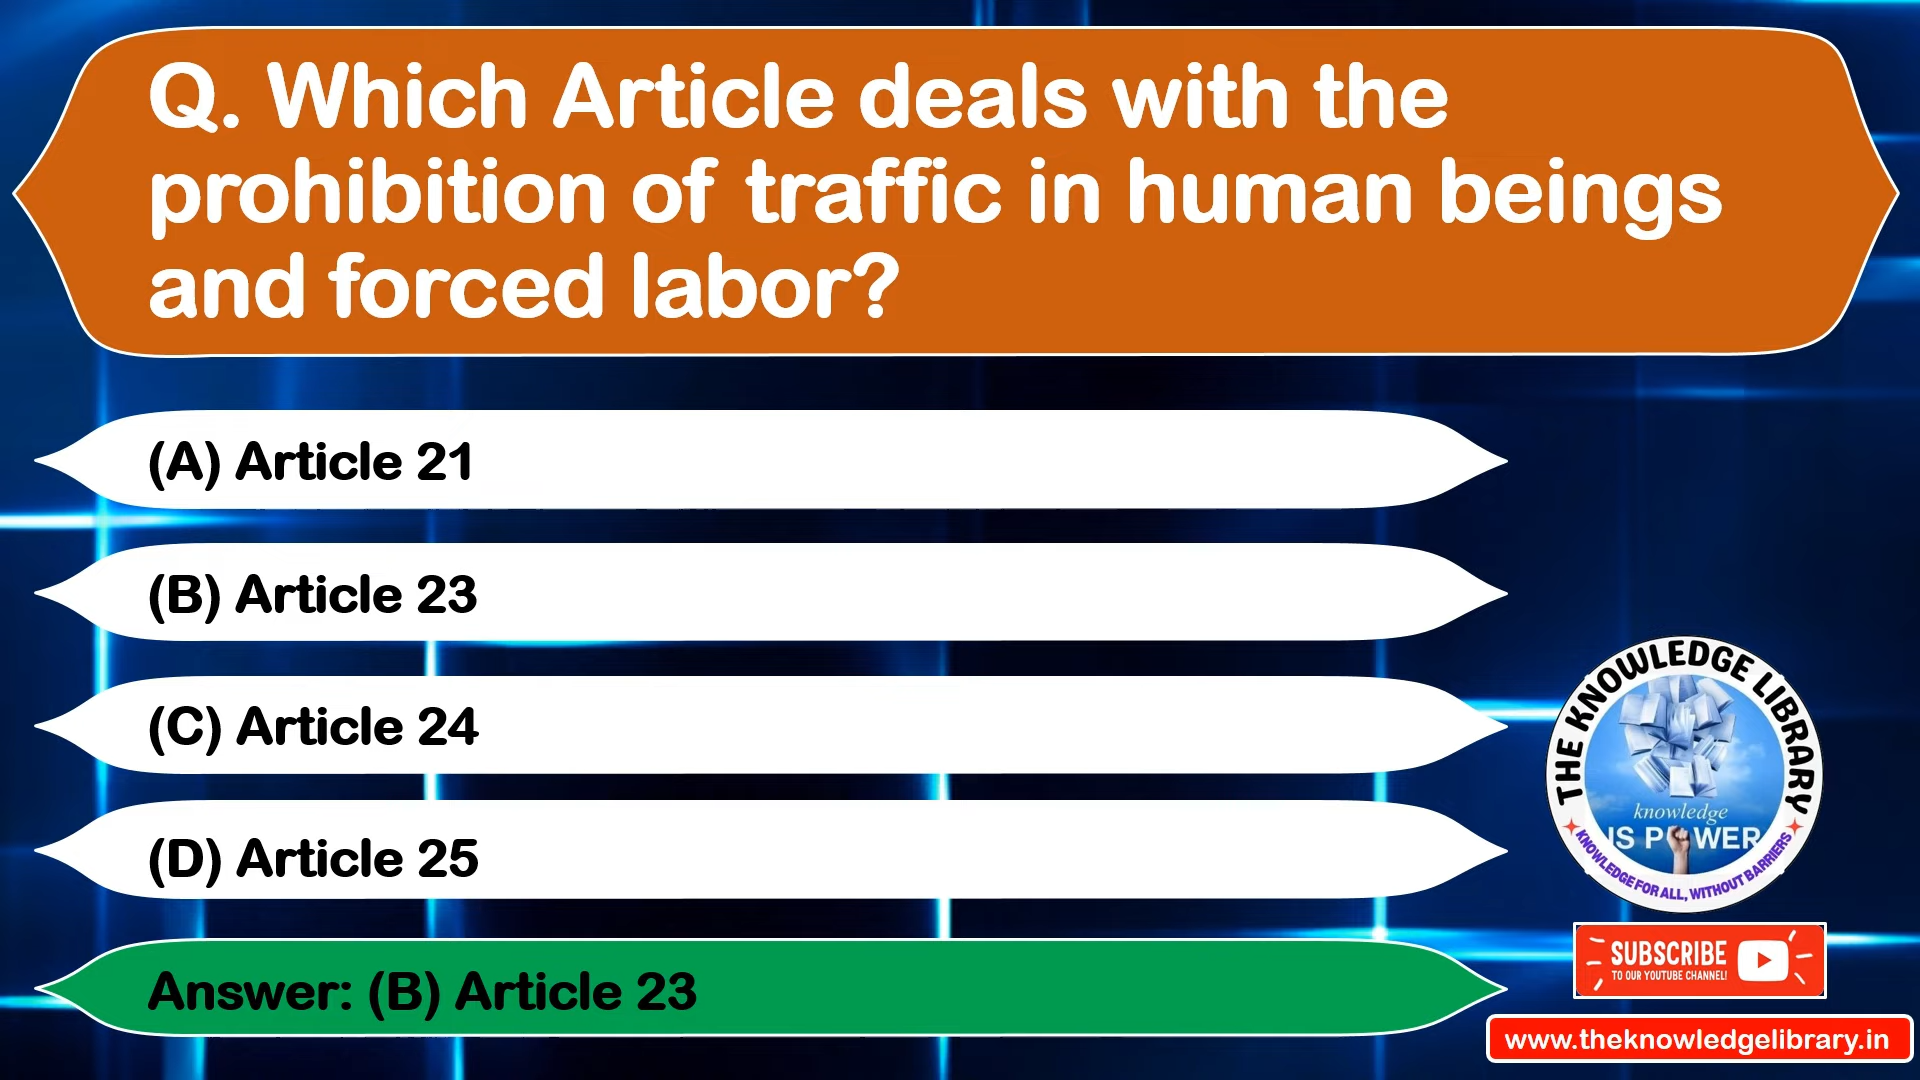 Q. Which Article deals with the
prohibition of traffic in human beings
and forced labor?
(A) Article 21
(B) Article 23
(C) Article 24
(D) Article 25
Answer: (B) Article 23
THE KNOWLEDGE LIBRARY
knowledge
IS POWER
KNOWLEDGE FOR ALL, WITHOUT BARRIERS
SUBSCRIBE
TO OUR YOUTUBE CHANNEL!
www.theknowledgelibrary.in